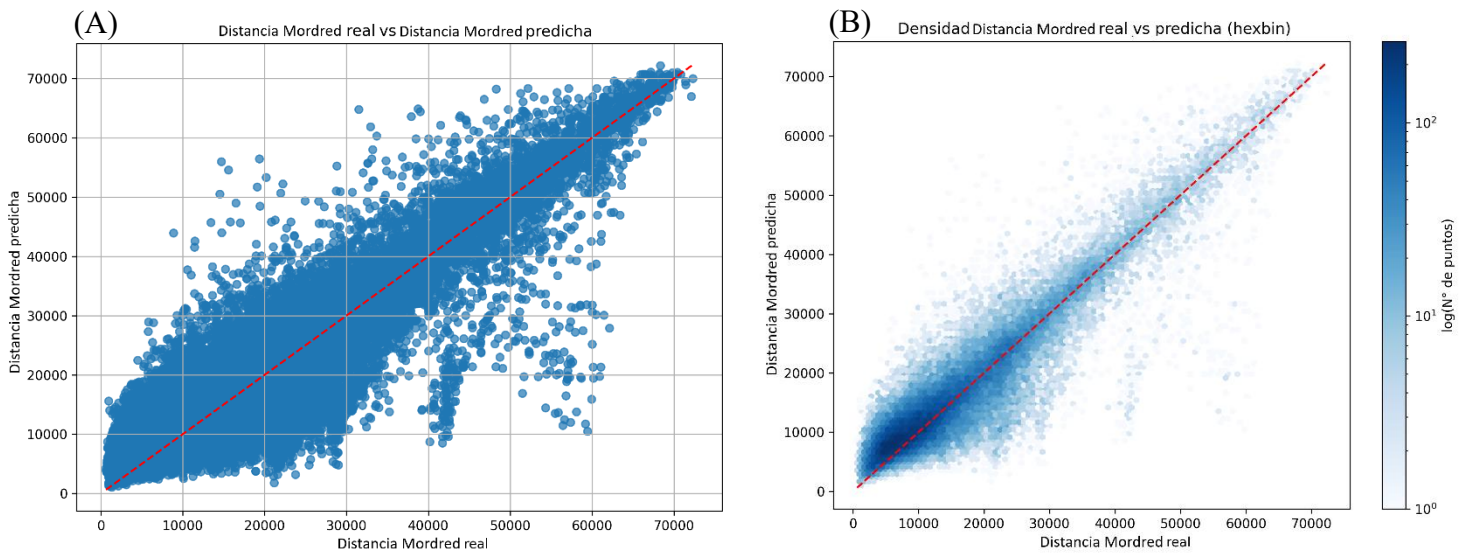 (A)
Distancia Mordred real vs Distancia Mordred predicha
70000
60000
50000
40000
30000
20000
10000
0
Distancia Mordred predicha
0 10000 20000 30000 40000 50000 60000 70000
Distancia Mordred real
(B)
Densidad Distancia Mordred real vs predicha (hexbin)
70000
60000
50000
40000
30000
20000
10000
0
Distancia Mordred predicha
0 10000 20000 30000 40000 50000 60000 70000
Distancia Mordred real
10²
10¹
10⁰
log(N° de puntos)